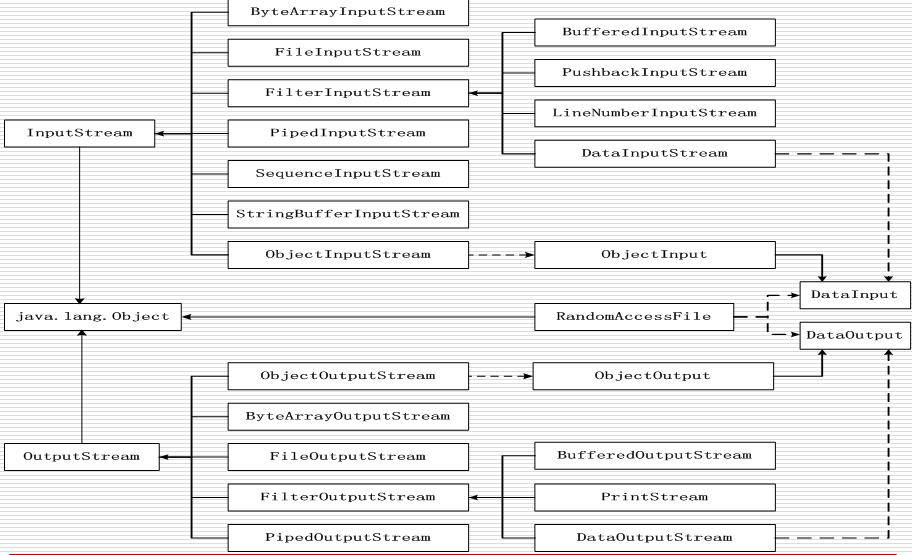 ByteArrayInputStream
FileInputStream
FilterInputStream
PipedInputStream
SequenceInputStream
StringBufferInputStream
ObjectInputStream
BufferedInputStream
PushbackInputStream
LineNumberInputStream
DataInputStream
InputStream
ObjectInput
DataInput
java.lang.Object
RandomAccessFile
DataOutput
ObjectOutputStream
ObjectOutput
ByteArrayOutputStream
OutputStream
FileOutputStream
FilterOutputStream
PipedOutputStream
BufferedOutputStream
PrintStream
DataOutputStream